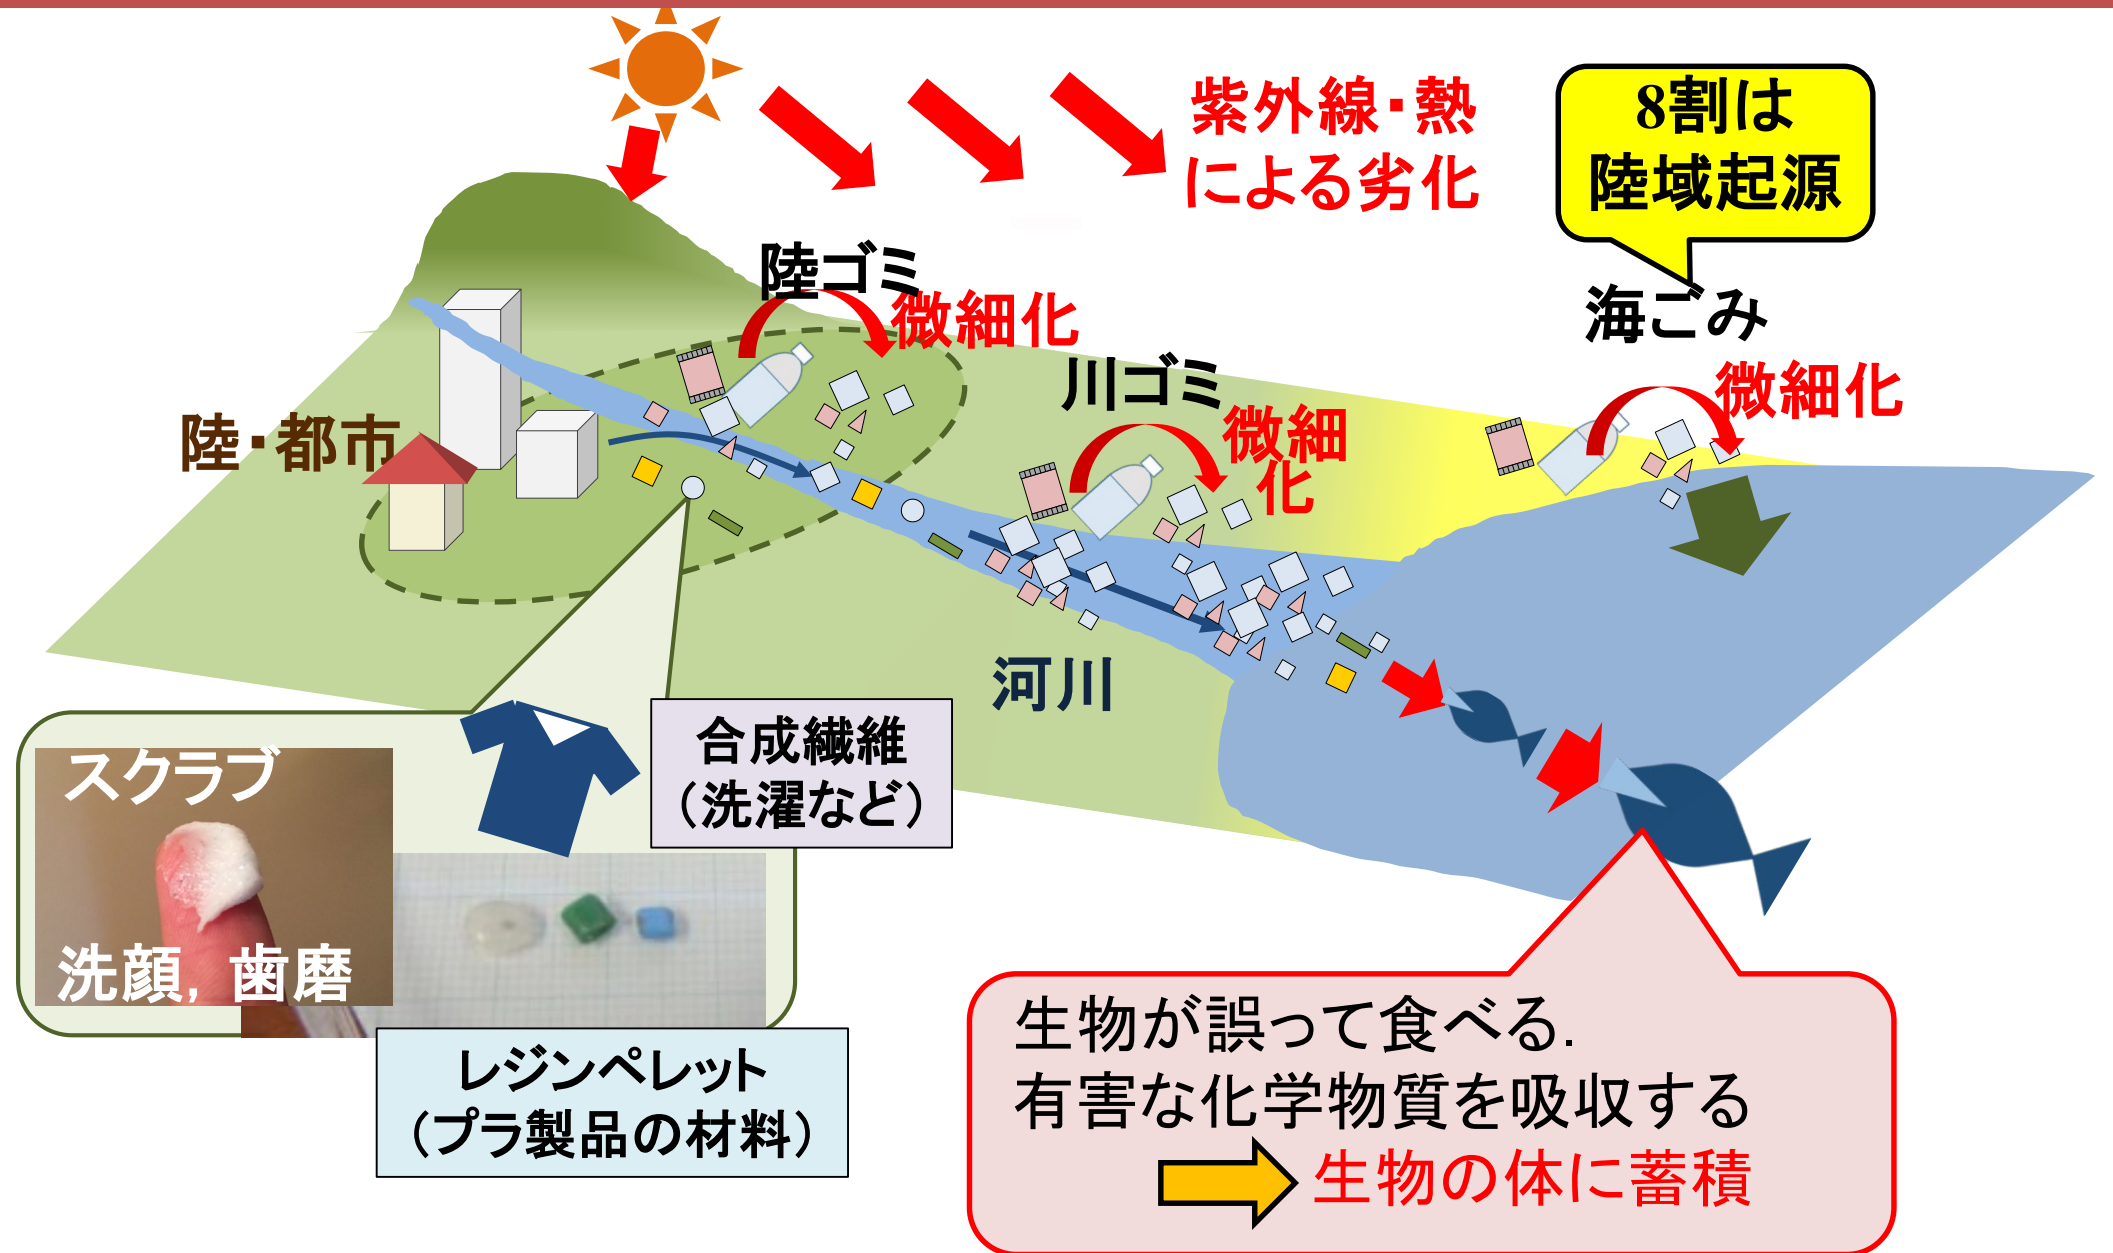 紫外線・熱
による劣化
8割は
陸域起源
陸ゴミ
微細化
海ごみ
微細化
川ゴミ
微細
化
陸・都市
河川
合成繊維
（洗濯など）
スクラブ
洗顔，歯磨
レジンペレット
（プラ製品の材料）
生物が誤って食べる．
有害な化学物質を吸収する
生物の体に蓄積